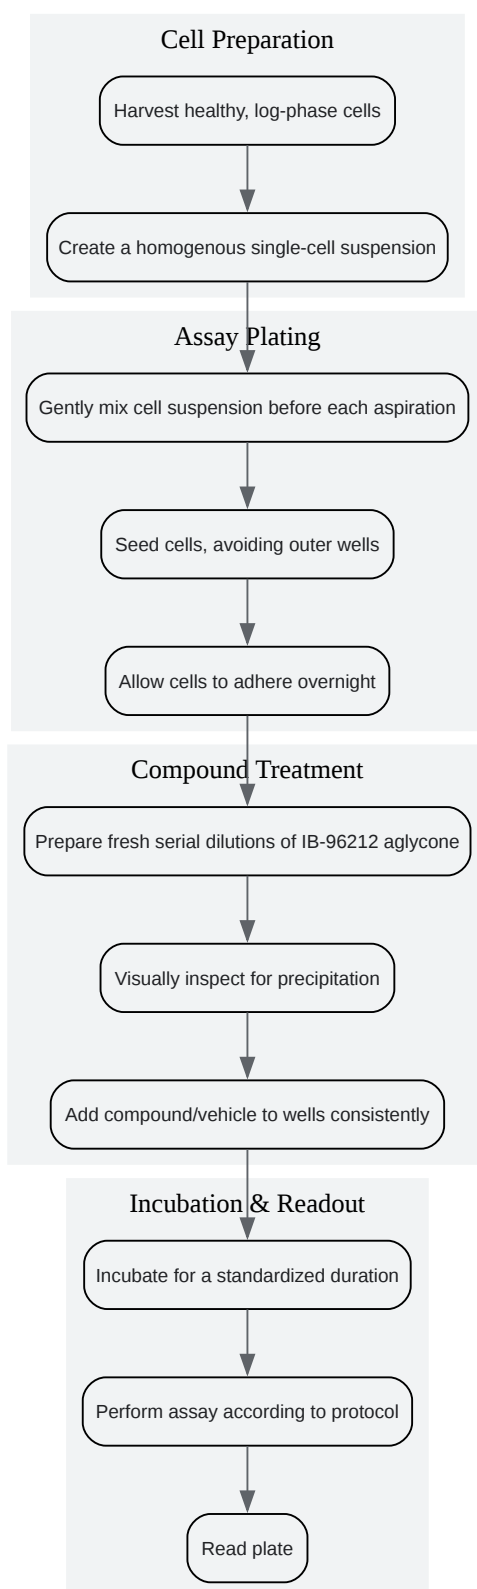 Cell Preparation
Harvest healthy, log-phase cells
Create a homogenous single-cell suspension
Assay Plating
Gently mix cell suspension before each aspiration
Seed cells, avoiding outer wells
Allow cells to adhere overnight
Compound Treatment
Prepare fresh serial dilutions of IB-96212 aglycone
Visually inspect for precipitation
Add compound/vehicle to wells consistently
Incubation & Readout
Incubate for a standardized duration
Perform assay according to protocol
Read plate